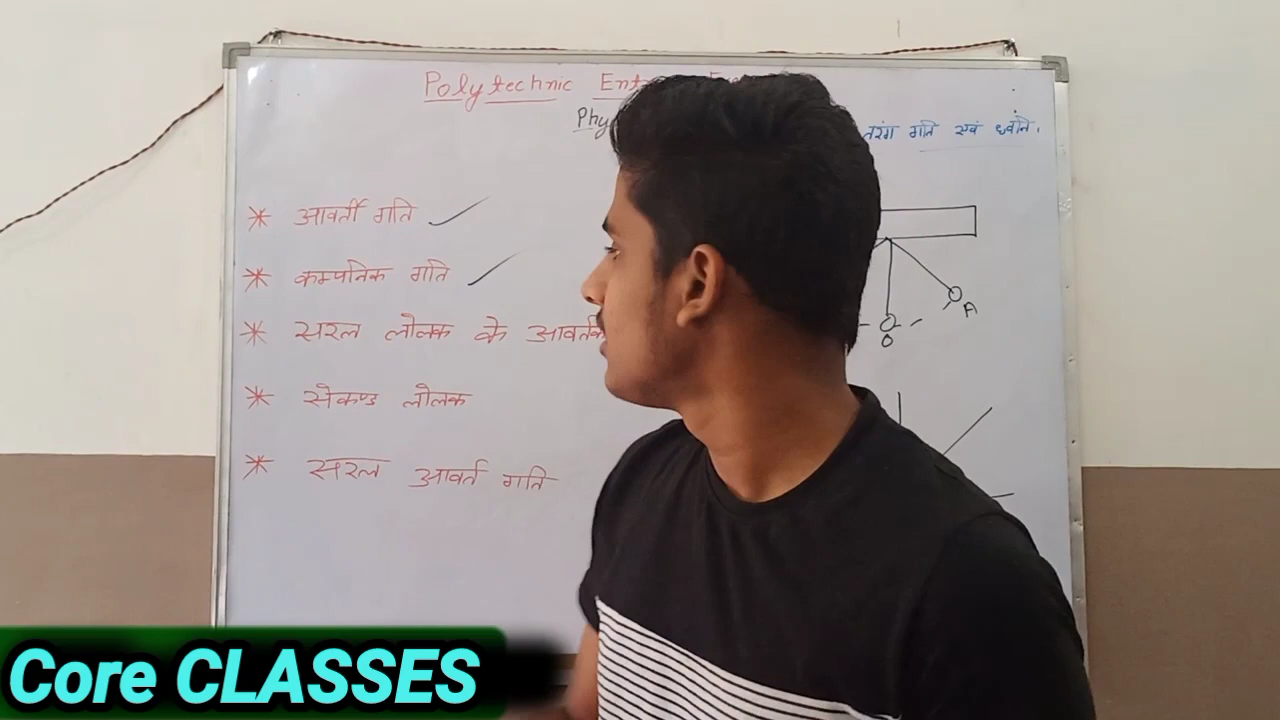 Polytechnic
तरंग गति एवं ध्वनि ।
* आवर्ती गति ✓
* कम्पनिक गति ✓
* सरल लोलक के
* सेकण्ड लोलक
* सरल आवर्त गति
A
O
Core CLASSES